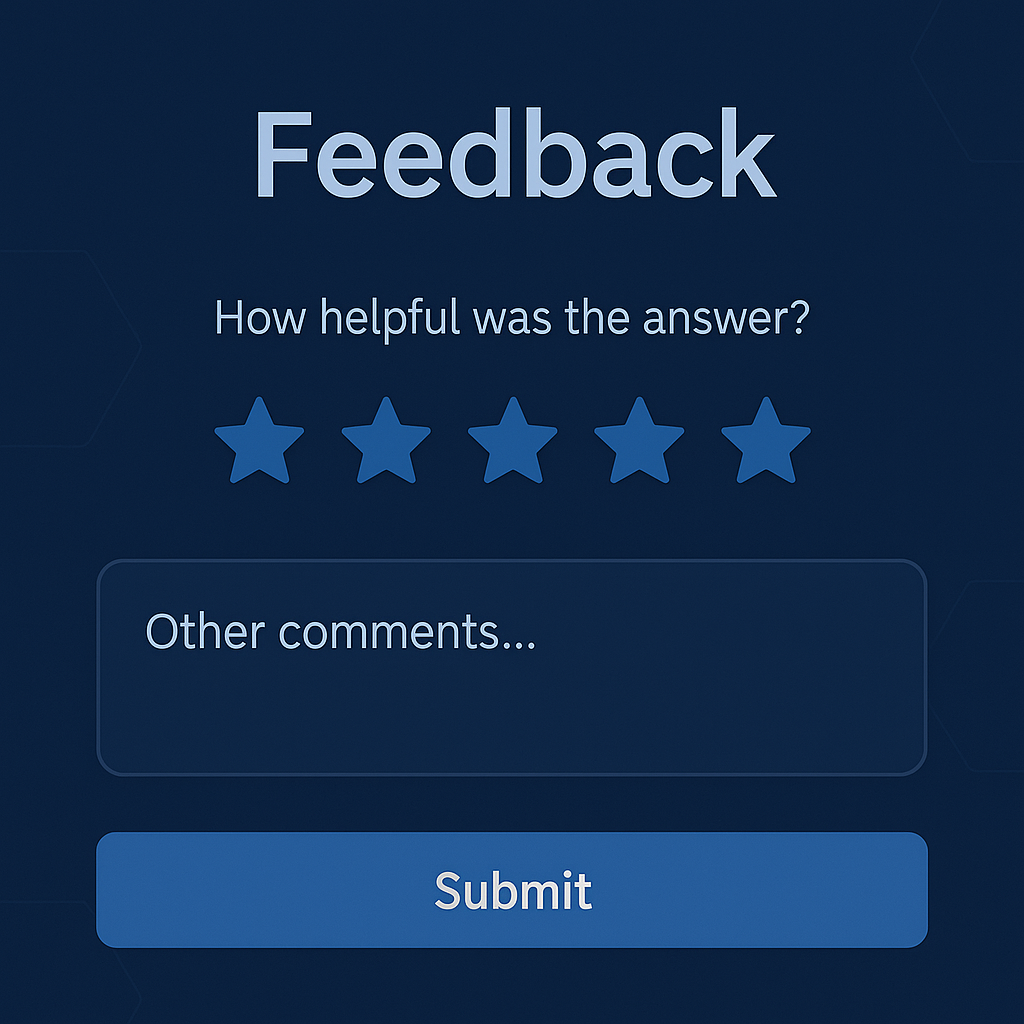 Feedback
How helpful was the answer?
Other comments...
Submit